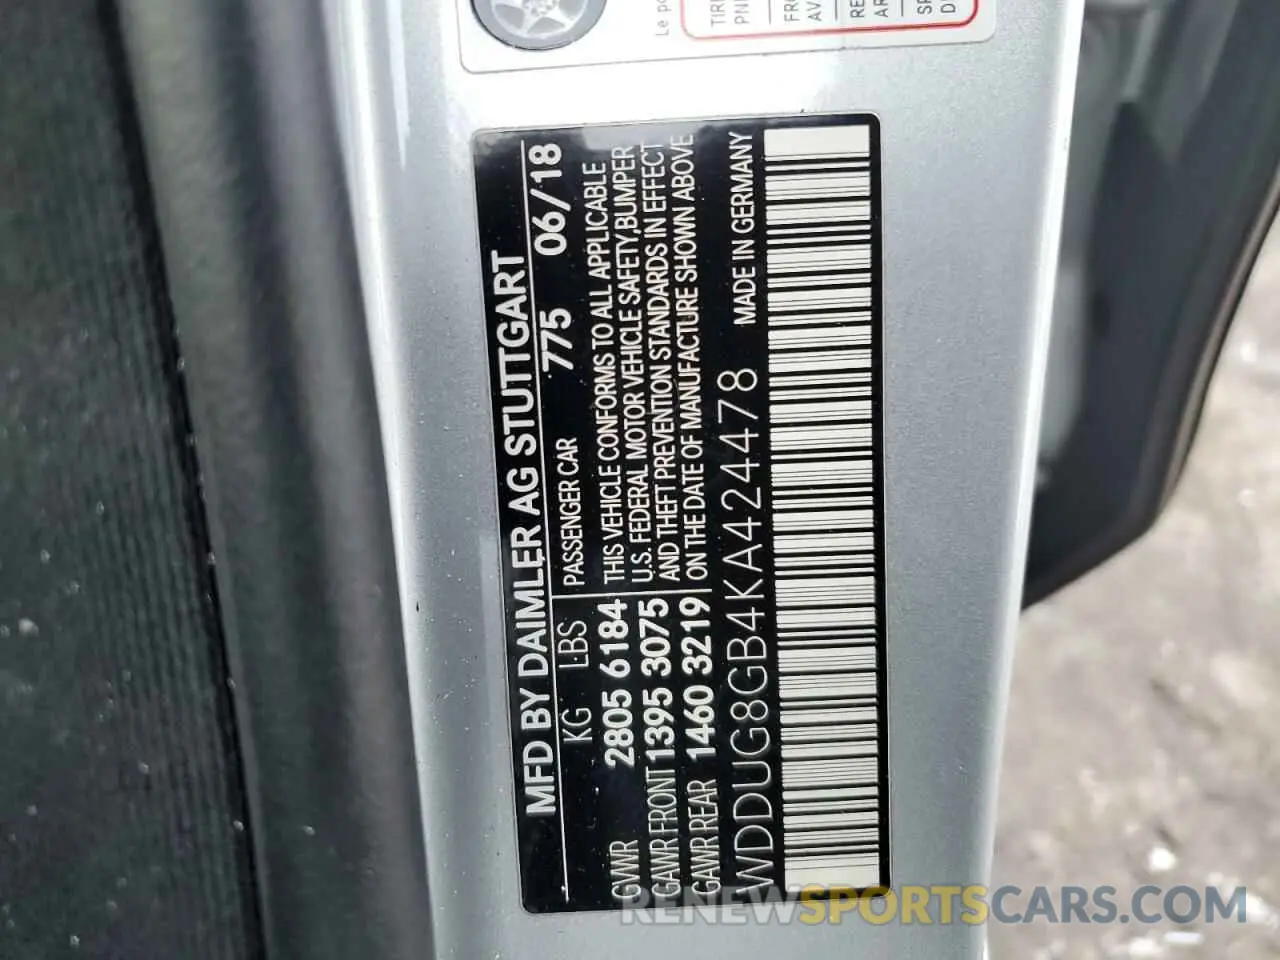 MFD BY DAIMLER AG STUTTGART
KG LBS PASSENGER CAR 775 06/18
GWR 2805 6184 THIS VEHICLE CONFORMS TO ALL APPLICABLE
GAWR FRONT 1395 3075 U.S. FEDERAL MOTOR VEHICLE SAFETY,BUMPER
GAWR REAR 1460 3219 AND THEFT PREVENTION STANDARDS IN EFFECT
ON THE DATE OF MANUFACTURE SHOWN ABOVE
WDDUG8GB4KA424478 MADE IN GERMANY
Le
RENEWSPORTSCARS.COM